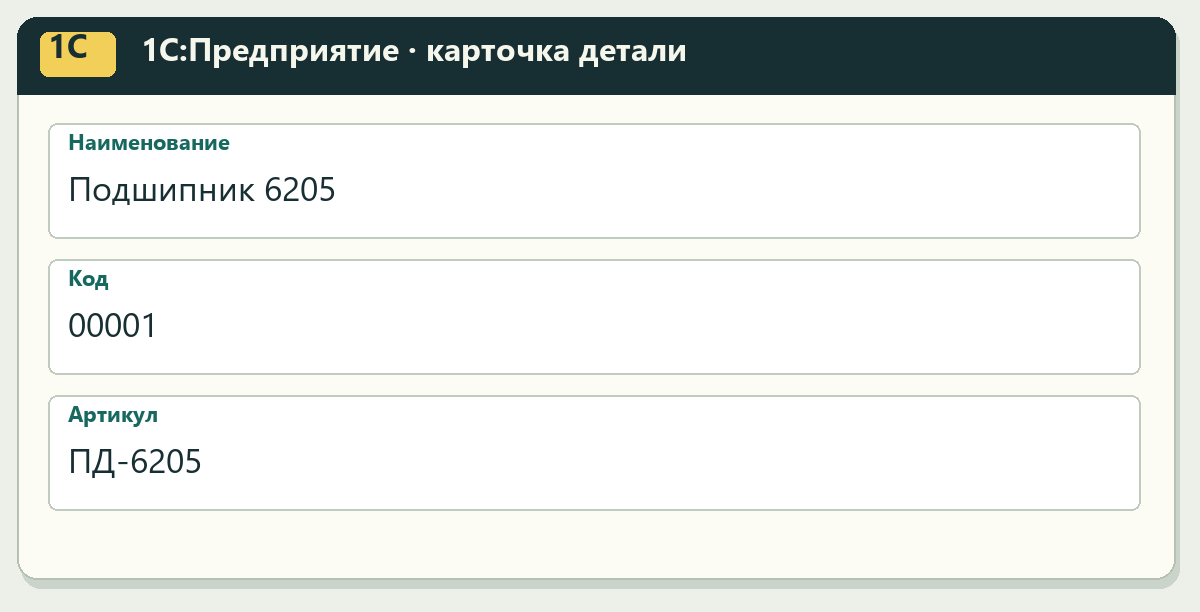 1С
1С:Предприятие · карточка детали
Наименование
Подшипник 6205
Код
00001
Артикул
ПД-6205